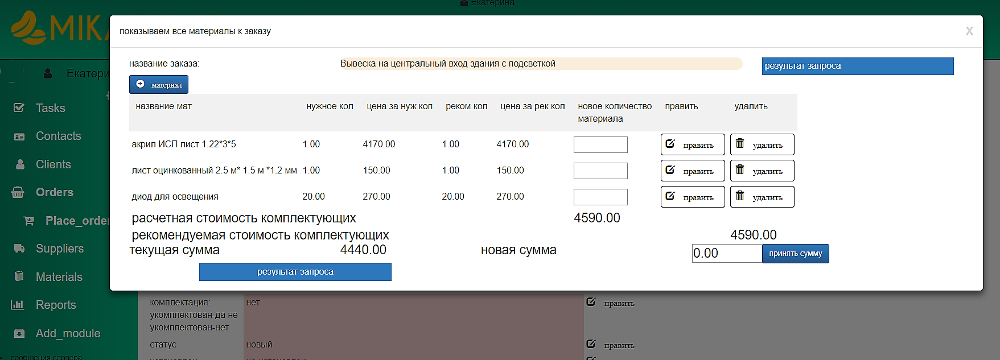 Екатерина
MIKA
показываем все материалы к заказу
x
название заказа:
Вывеска на центральный вход здания с подсветкой
результат запроса
Екатери
материал
название мат нужное кол цена за нуж кол реком кол цена за рек кол новое количество материала править удалить
Tasks
Contacts
акрил ИСП лист 1.22*3*5 1.00 4170.00 1.00 4170.00 править удалить
Clients
лист оцинкованный 2.5 м* 1.5 м *1.2 мм 1.00 150.00 1.00 150.00 править удалить
Orders
диод для освещения 20.00 270.00 20.00 270.00 править удалить
Place_order
расчетная стоимость комплектующих 4590.00
рекомендуемая стоимость комплектующих 4590.00
Suppliers
текущая сумма 4440.00 новая сумма 0.00 принять сумму
результат запроса
Materials
Reports
комплектация: нет править
укомплектован-да не
укомплектован-нет
Add_module
статус новый править
сообщения сервера